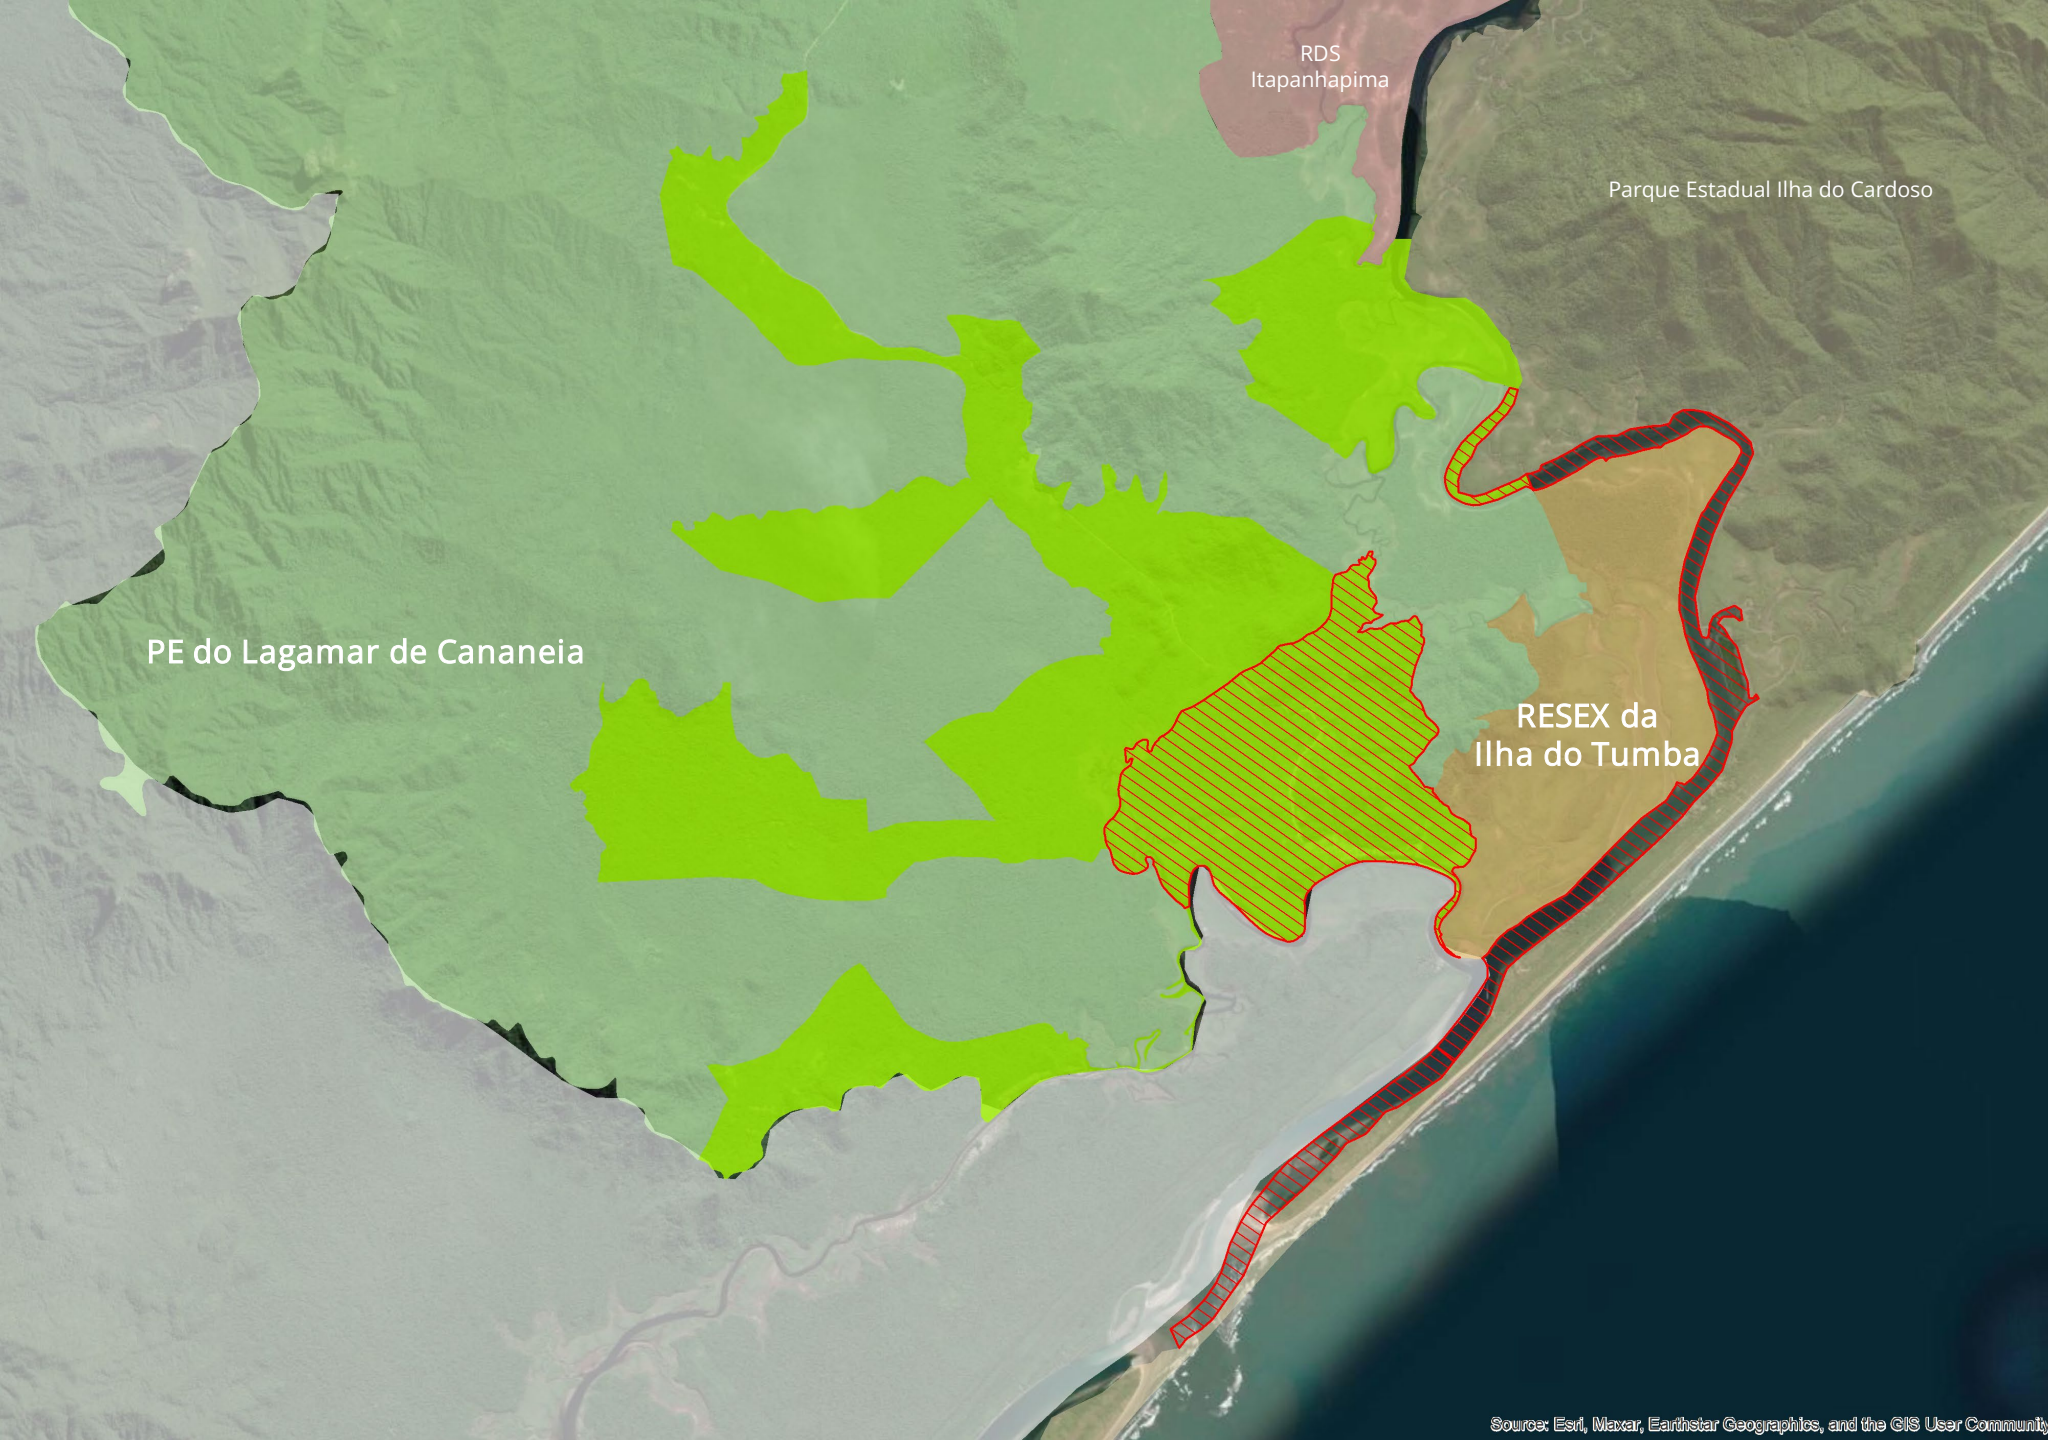 RDS
Itapanhapima
Parque Estadual Ilha do Cardoso
PE do Lagamar de Cananeia
RESEX da
Ilha do Tumba
Source: Esri, Maxar, Earthstar Geographics, and the GIS User Community